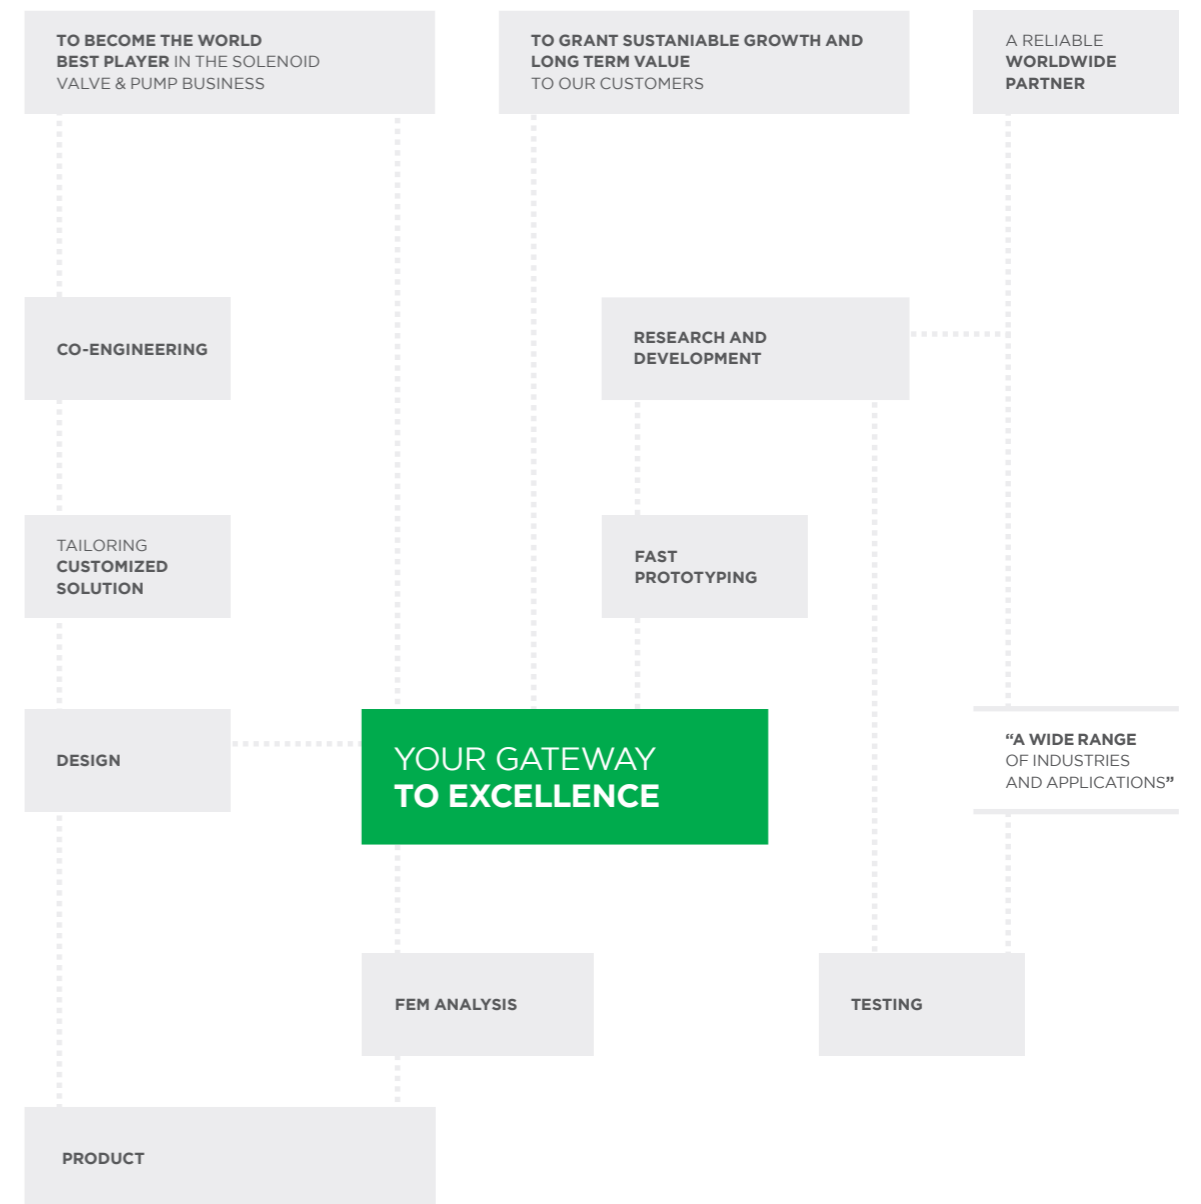 TO BECOME THE WORLD
BEST PLAYER IN THE SOLENOID
VALVE & PUMP BUSINESS
TO GRANT SUSTANIABLE GROWTH AND
LONG TERM VALUE
TO OUR CUSTOMERS
A RELIABLE
WORLDWIDE
PARTNER
CO-ENGINEERING
RESEARCH AND
DEVELOPMENT
TAILORING
CUSTOMIZED
SOLUTION
FAST
PROTOTYPING
DESIGN
YOUR GATEWAY
TO EXCELLENCE
“A WIDE RANGE
OF INDUSTRIES
AND APPLICATIONS”
FEM ANALYSIS
TESTING
PRODUCT